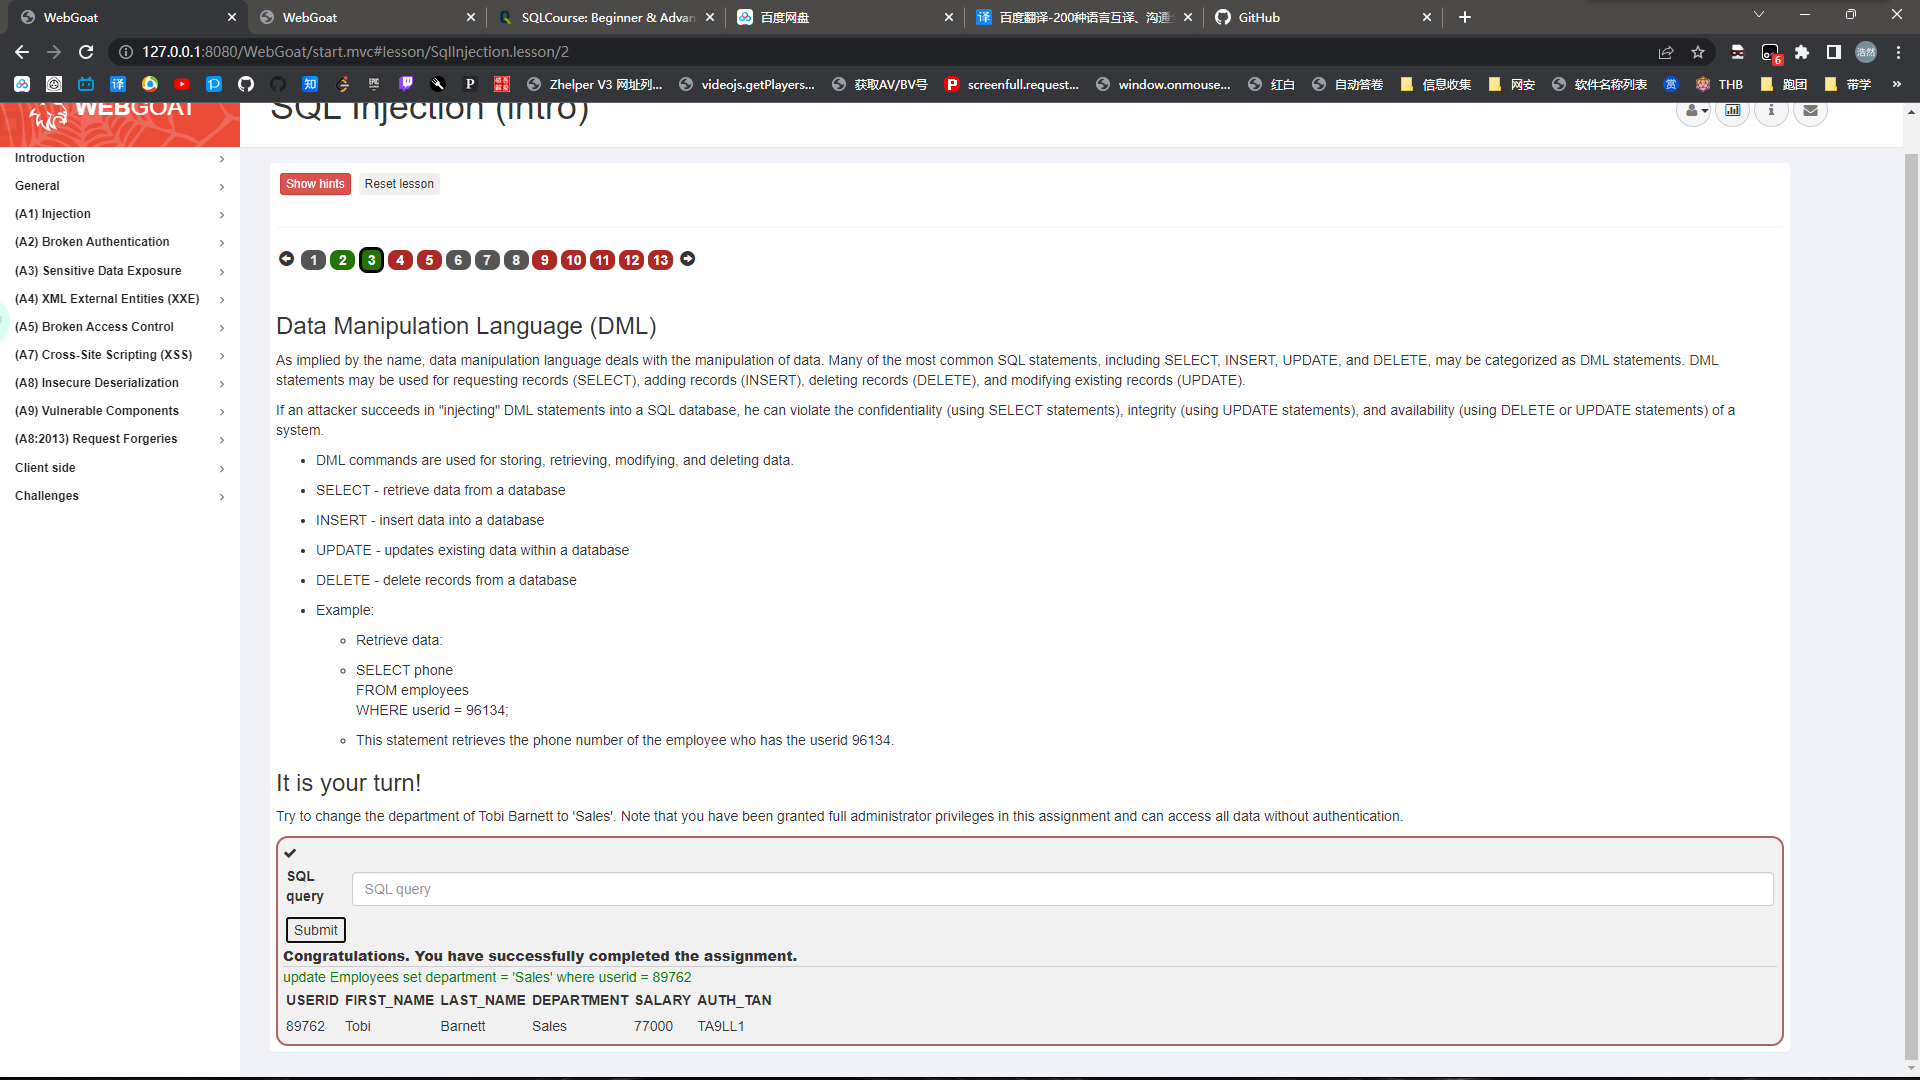 WebGoat
WebGoat
SQLCourse: Beginner & Advan
百度网盘
百度翻译-200种语言互译、沟通
GitHub
127.0.0.1:8080/WebGoat/start.mvc#lesson/SqlInjection.lesson/2
6
浩然
译
知
EPIC
P
Zhelper V3 网址列...
videojs.getPlayers...
获取AV/BV号
screenfull.request...
window.onmouse...
红白
自动答卷
信息收集
网安
软件名称列表
赏
THB
跑团
带学
»
WEBGOAT
SQL Injection (intro)
Introduction
General
(A1) Injection
(A2) Broken Authentication
(A3) Sensitive Data Exposure
(A4) XML External Entities (XXE)
(A5) Broken Access Control
(A7) Cross-Site Scripting (XSS)
(A8) Insecure Deserialization
(A9) Vulnerable Components
(A8:2013) Request Forgeries
Client side
Challenges
Show hints Reset lesson
1 2 3 4 5 6 7 8 9 10 11 12 13
Data Manipulation Language (DML)
As implied by the name, data manipulation language deals with the manipulation of data. Many of the most common SQL statements, including SELECT, INSERT, UPDATE, and DELETE, may be categorized as DML statements. DML
statements may be used for requesting records (SELECT), adding records (INSERT), deleting records (DELETE), and modifying existing records (UPDATE).
If an attacker succeeds in "injecting" DML statements into a SQL database, he can violate the confidentiality (using SELECT statements), integrity (using UPDATE statements), and availability (using DELETE or UPDATE statements) of a
system.
• DML commands are used for storing, retrieving, modifying, and deleting data.
• SELECT - retrieve data from a database
• INSERT - insert data into a database
• UPDATE - updates existing data within a database
• DELETE - delete records from a database
• Example:
◦ Retrieve data:
◦ SELECT phone
FROM employees
WHERE userid = 96134;
◦ This statement retrieves the phone number of the employee who has the userid 96134.
It is your turn!
Try to change the department of Tobi Barnett to 'Sales'. Note that you have been granted full administrator privileges in this assignment and can access all data without authentication.
SQL
query
SQL query
Submit
Congratulations. You have successfully completed the assignment.
update Employees set department = 'Sales' where userid = 89762
USERID FIRST_NAME LAST_NAME DEPARTMENT SALARY AUTH_TAN
89762 Tobi Barnett Sales 77000 TA9LL1